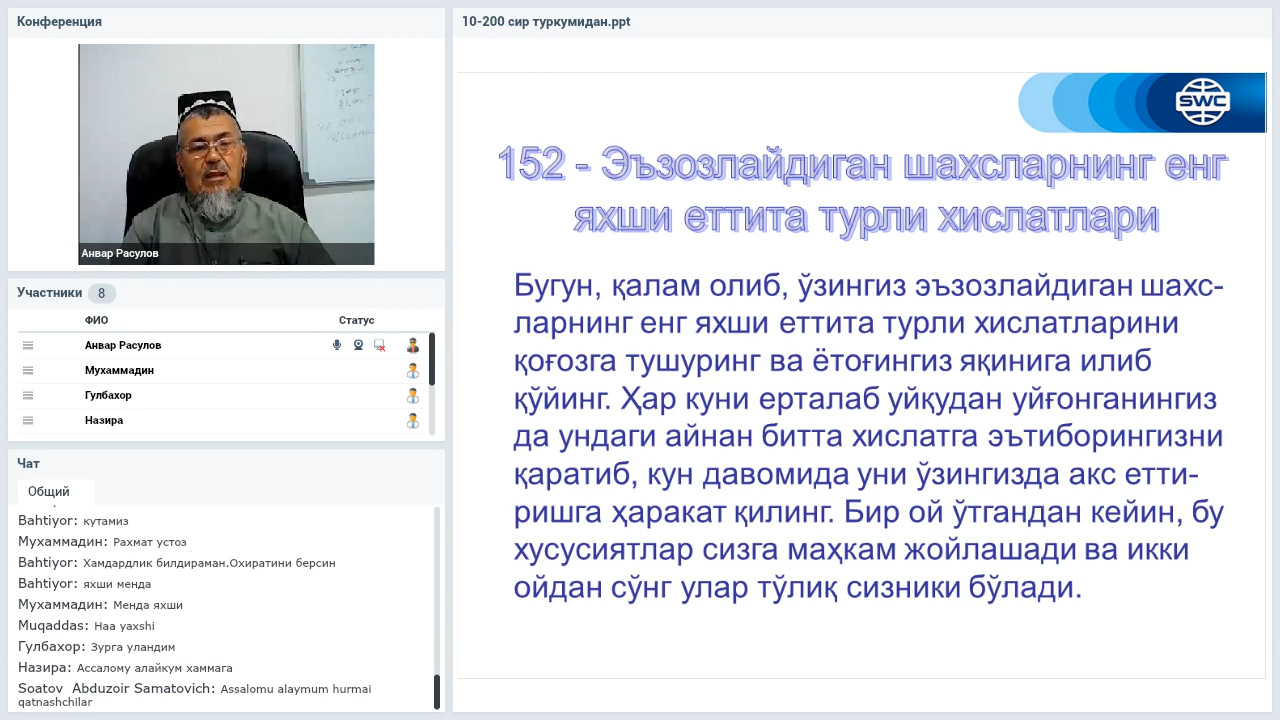 Конференция
Анвар Расулов
Участники 8
ФИО Статус
Анвар Расулов
Мухаммадин
Гулбахор
Назира
Чат
Общий
Bahtiyor: кутамиз
Мухаммадин: Рахмат устоз
Bahtiyor: Хамдардлик билдираман.Охиратини берсин
Bahtiyor: яхши менда
Мухаммадин: Менда яхши
Muqaddas: Haa yaxshi
Гулбахор: Зурга уландим
Назира: Ассалому алайкум хаммага
Soatov Abduzoir Samatovich: Assalomu alaymum hurmai
qatnashchilar
10-200 сир туркумидан.ppt
SWC
152 - Эъзозлайдиган шахсларнинг енг
яхши еттита турли хислатлари
Бугун, қалам олиб, ўзингиз эъзозлайдиган шахс-
ларнинг енг яхши еттита турли хислатларини
қоғозга тушуринг ва ётоғингиз яқинига илиб
қўйинг. Ҳар куни ерталаб уйқудан уйғонганингиз
да ундаги айнан битта хислатга эътиборингизни
қаратиб, кун давомида уни ўзингизда акс етти-
ришга ҳаракат қилинг. Бир ой ўтгандан кейин, бу
хусусиятлар сизга маҳкам жойлашади ва икки
ойдан сўнг улар тўлиқ сизники бўлади.